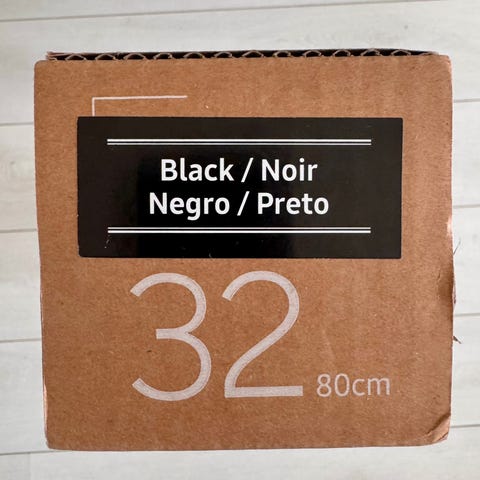 Black / Noir
Negro / Preto
32 80cm